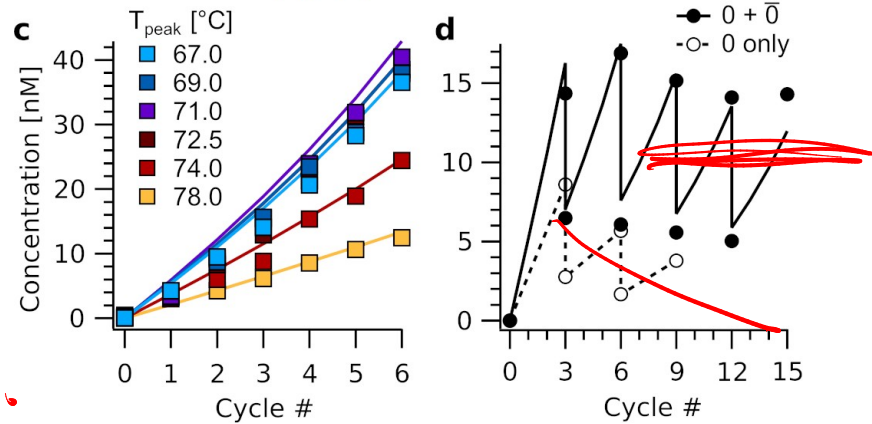 c
T_peak [°C]
67.0
69.0
71.0
72.5
74.0
78.0
Concentration [nM]
40
30
20
10
0
0 1 2 3 4 5 6
Cycle #
d
0 + 0̅
0 only
15
10
5
0
0 3 6 9 12 15
Cycle #